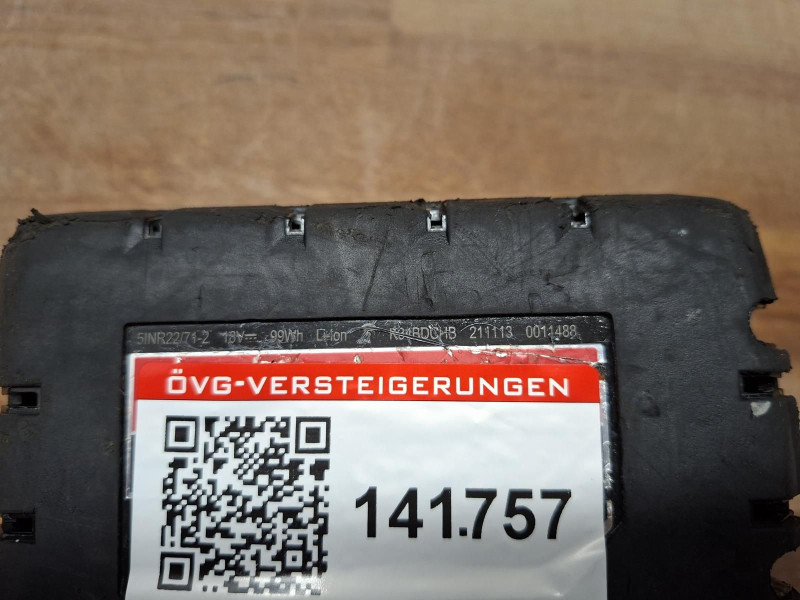 5INR22/71-2 18V⎓ 99Wh Li-Ion 211113 0011488
ÖVG-VERSTEIGERUNGEN
141.757